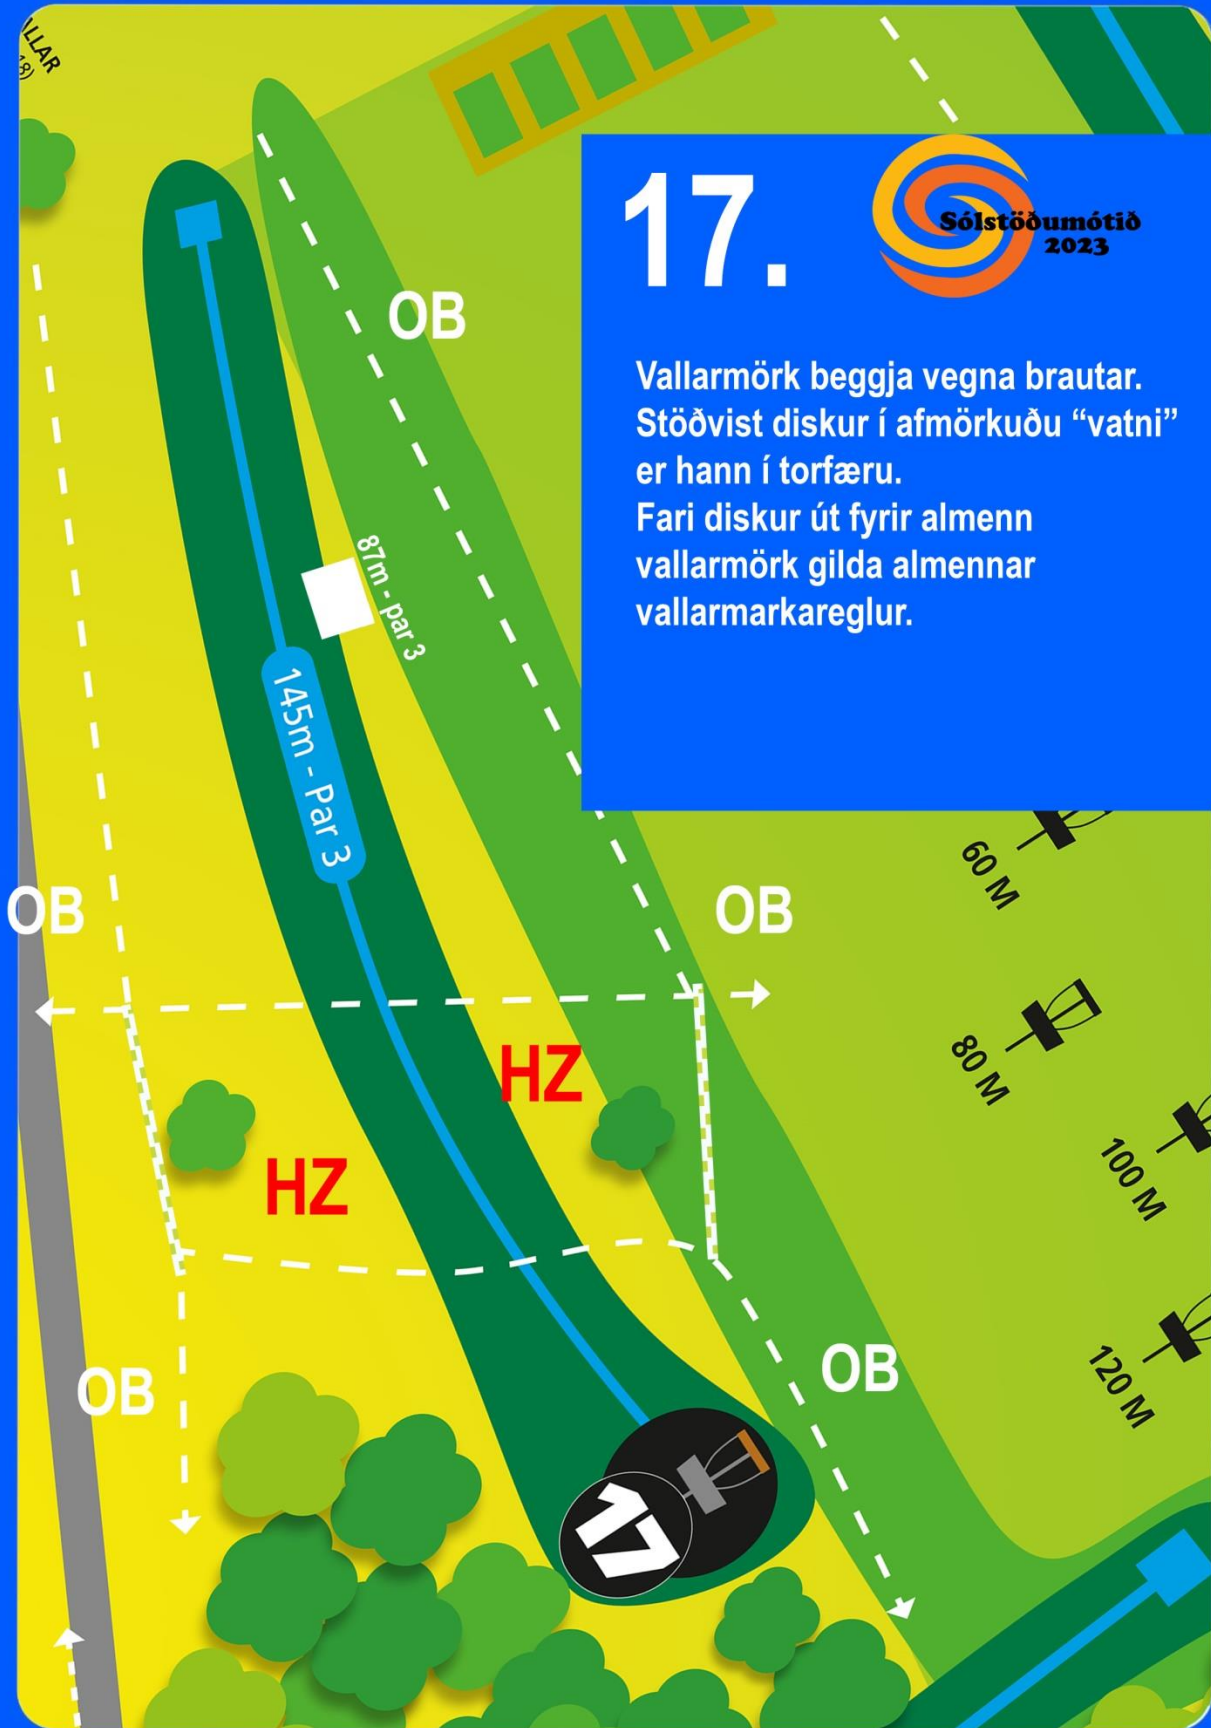 LLAR
18)
17.
Sólstöðumótið
2023
Vallarmörk beggja vegna brautar.
Stöðvist diskur í afmörkuðu “vatni”
er hann í torfæru.
Fari diskur út fyrir almenn
vallarmörk gilda almennar
vallarmarkareglur.
OB
87m - par 3
145m - Par 3
OB
OB
60 M
80 M
100 M
120 M
HZ
HZ
OB
OB
17